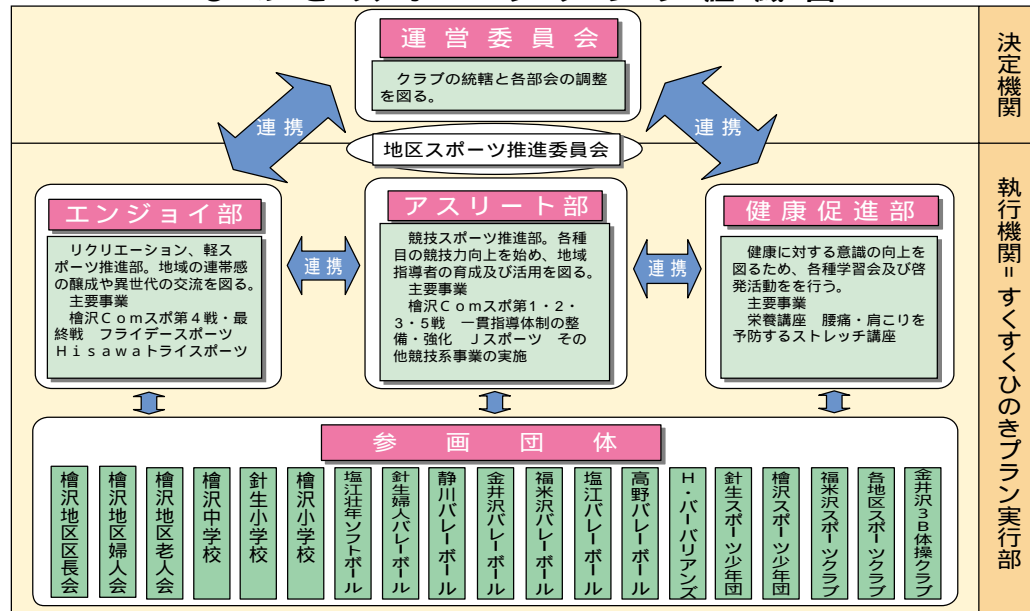 運営委員会
クラブの統轄と各部会の調整
を図る。
決定機関
連携
連携
地区スポーツ推進委員会
エンジョイ部
リクリエーション、軽ス
ポーツ推進部。地域の連帯感
の醸成や異世代の交流を図る。
主要事業
檜沢Ｃｏｍスポ第４戦・最
終戦　フライデースポーツ
Ｈｉｓａｗａトライスポーツ
連携
アスリート部
競技スポーツ推進部。各種
目の競技力向上を始め、地域
指導者の育成及び活用を図る。
主要事業
檜沢Ｃｏｍスポ第１・２・
３・５戦　一貫指導体制の整
備・強化　Ｊスポーツ　その
他競技系事業の実施
連携
健康促進部
健康に対する意識の向上を
図るため、各種学習会及び啓
発活動をを行う。
主要事業
栄養講座　腰痛・肩こりを
予防するストレッチ講座
執行機関＝すくすくひのきプラン実行部
参画団体
檜沢地区区長会
檜沢地区婦人会
檜沢地区老人会
檜沢中学校
針生小学校
檜沢小学校
塩江壮年ソフトボール
針生婦人バレーボール
静川バレーボール
金井沢バレーボール
福米沢バレーボール
塩江バレーボール
高野バレーボール
Ｈ・バーバリアンズ
針生スポーツ少年団
檜沢スポーツ少年団
福米沢スポーツクラブ
各地区スポーツクラブ
金井沢３Ｂ体操クラブ